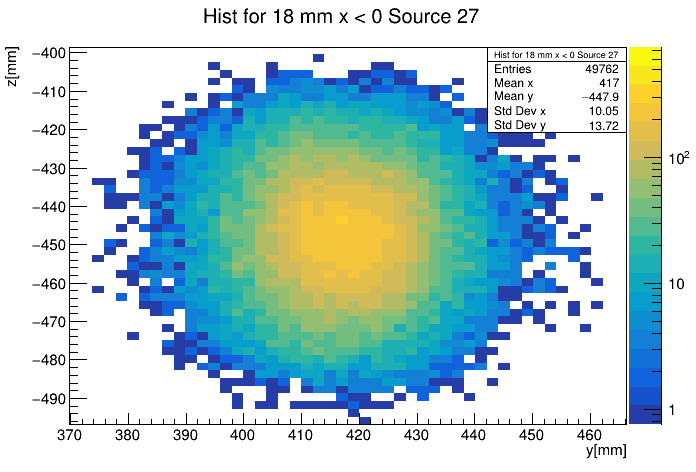 Hist for 18 mm x < 0 Source 27
z[mm]
−400
−410
−420
−430
−440
−450
−460
−470
−480
−490
Hist for 18 mm x < 0 Source 27
Entries 49762
Mean x 417
Mean y −447.9
Std Dev x 10.05
Std Dev y 13.72
10²
10
1
370 380 390 400 410 420 430 440 450 460
y[mm]